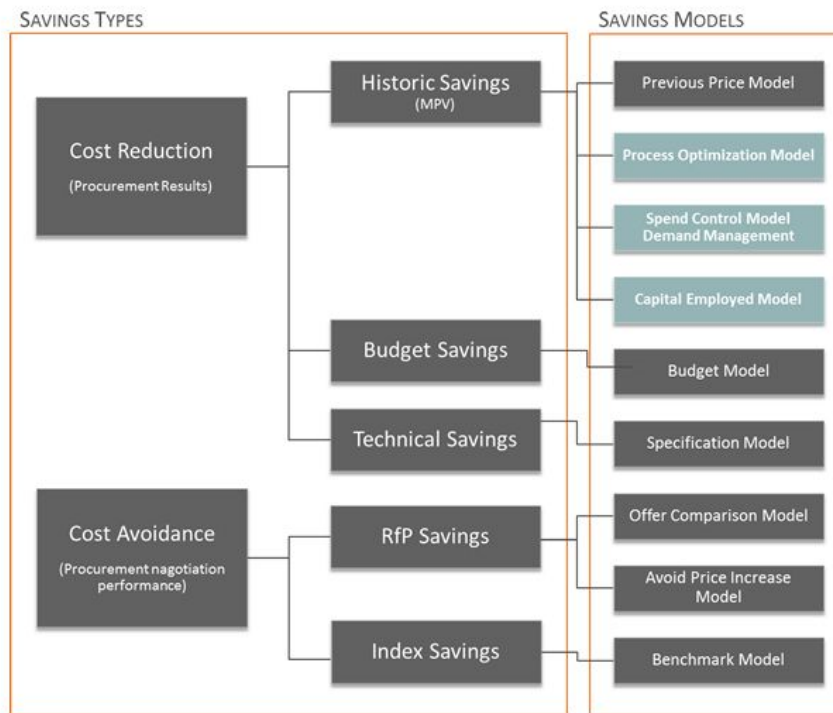 SAVINGS TYPES
SAVINGS MODELS
Cost Reduction
(Procurement Results)
Historic Savings
(MPV)
Budget Savings
Technical Savings
Cost Avoidance
(Procurement nagotiation
performance)
RfP Savings
Index Savings
Previous Price Model
Process Optimization Model
Spend Control Model
Demand Management
Capital Employed Model
Budget Model
Specification Model
Offer Comparison Model
Avoid Price Increase
Model
Benchmark Model